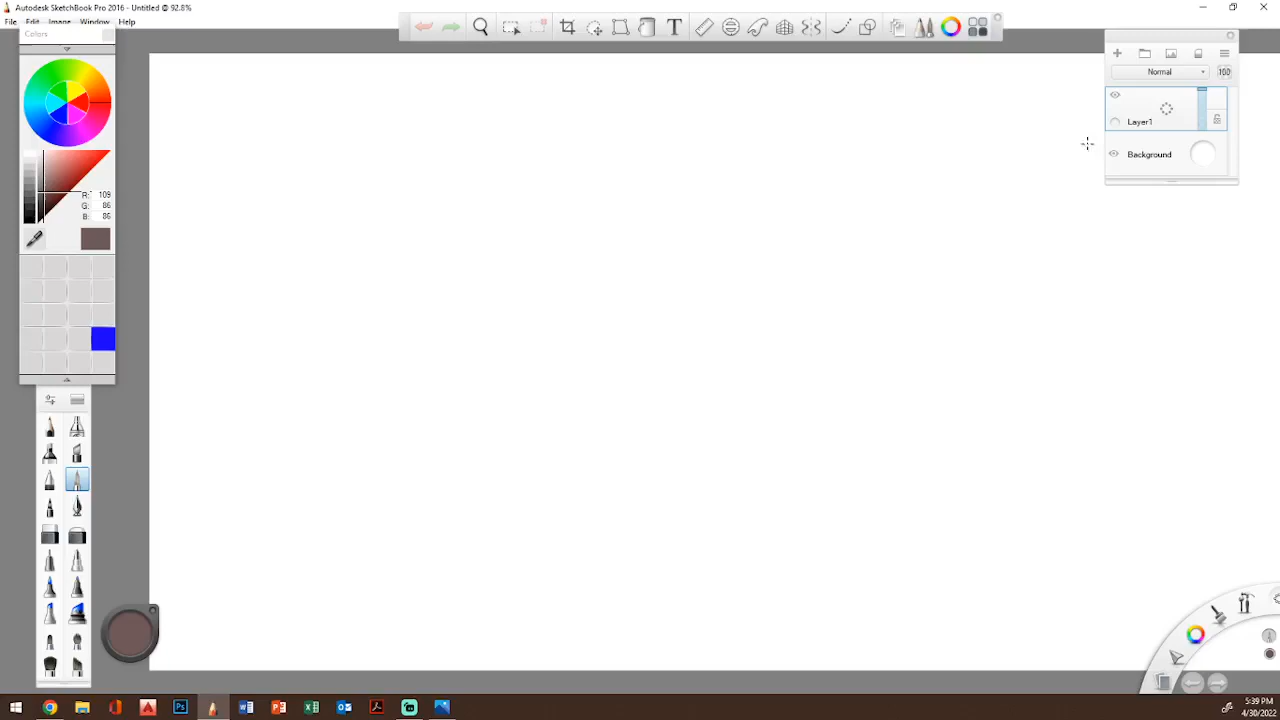 Autodesk SketchBook Pro 2016 - Untitled @ 92.8%
File Edit Image Window Help
Colors
R: 109
G: 86
B: 86
T
Normal 100
Layer1
Background
Ps
5:39 PM
4/30/2022